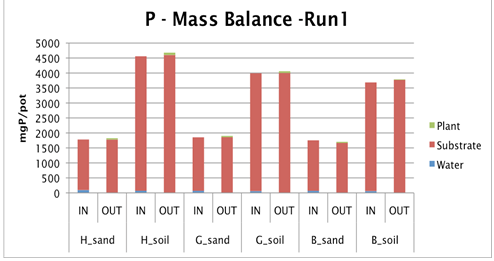 P - Mass Balance -Run1
5000
4500
4000
3500
3000
2500
2000
1500
1000
500
0
mgP/pot
Plant
Substrate
Water
IN OUT IN OUT IN OUT IN OUT IN OUT IN OUT
H_sand H_soil G_sand G_soil B_sand B_soil